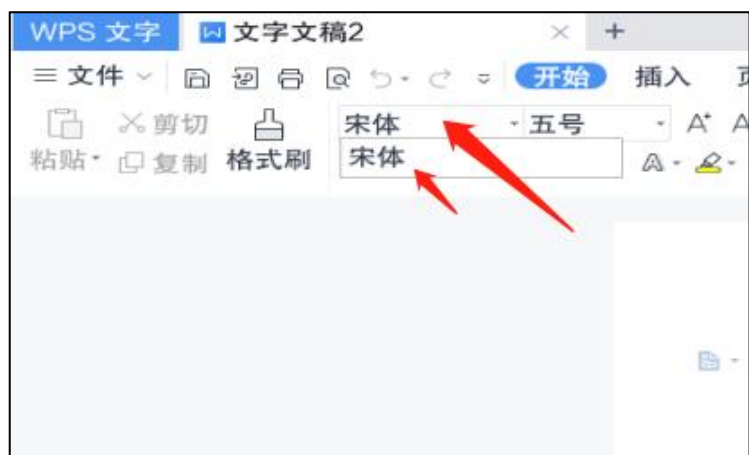 WPS 文字 文字文稿2 × +
文件 开始 插入
剪切 宋体 五号 A+ A
粘贴 复制 格式刷 宋体 A